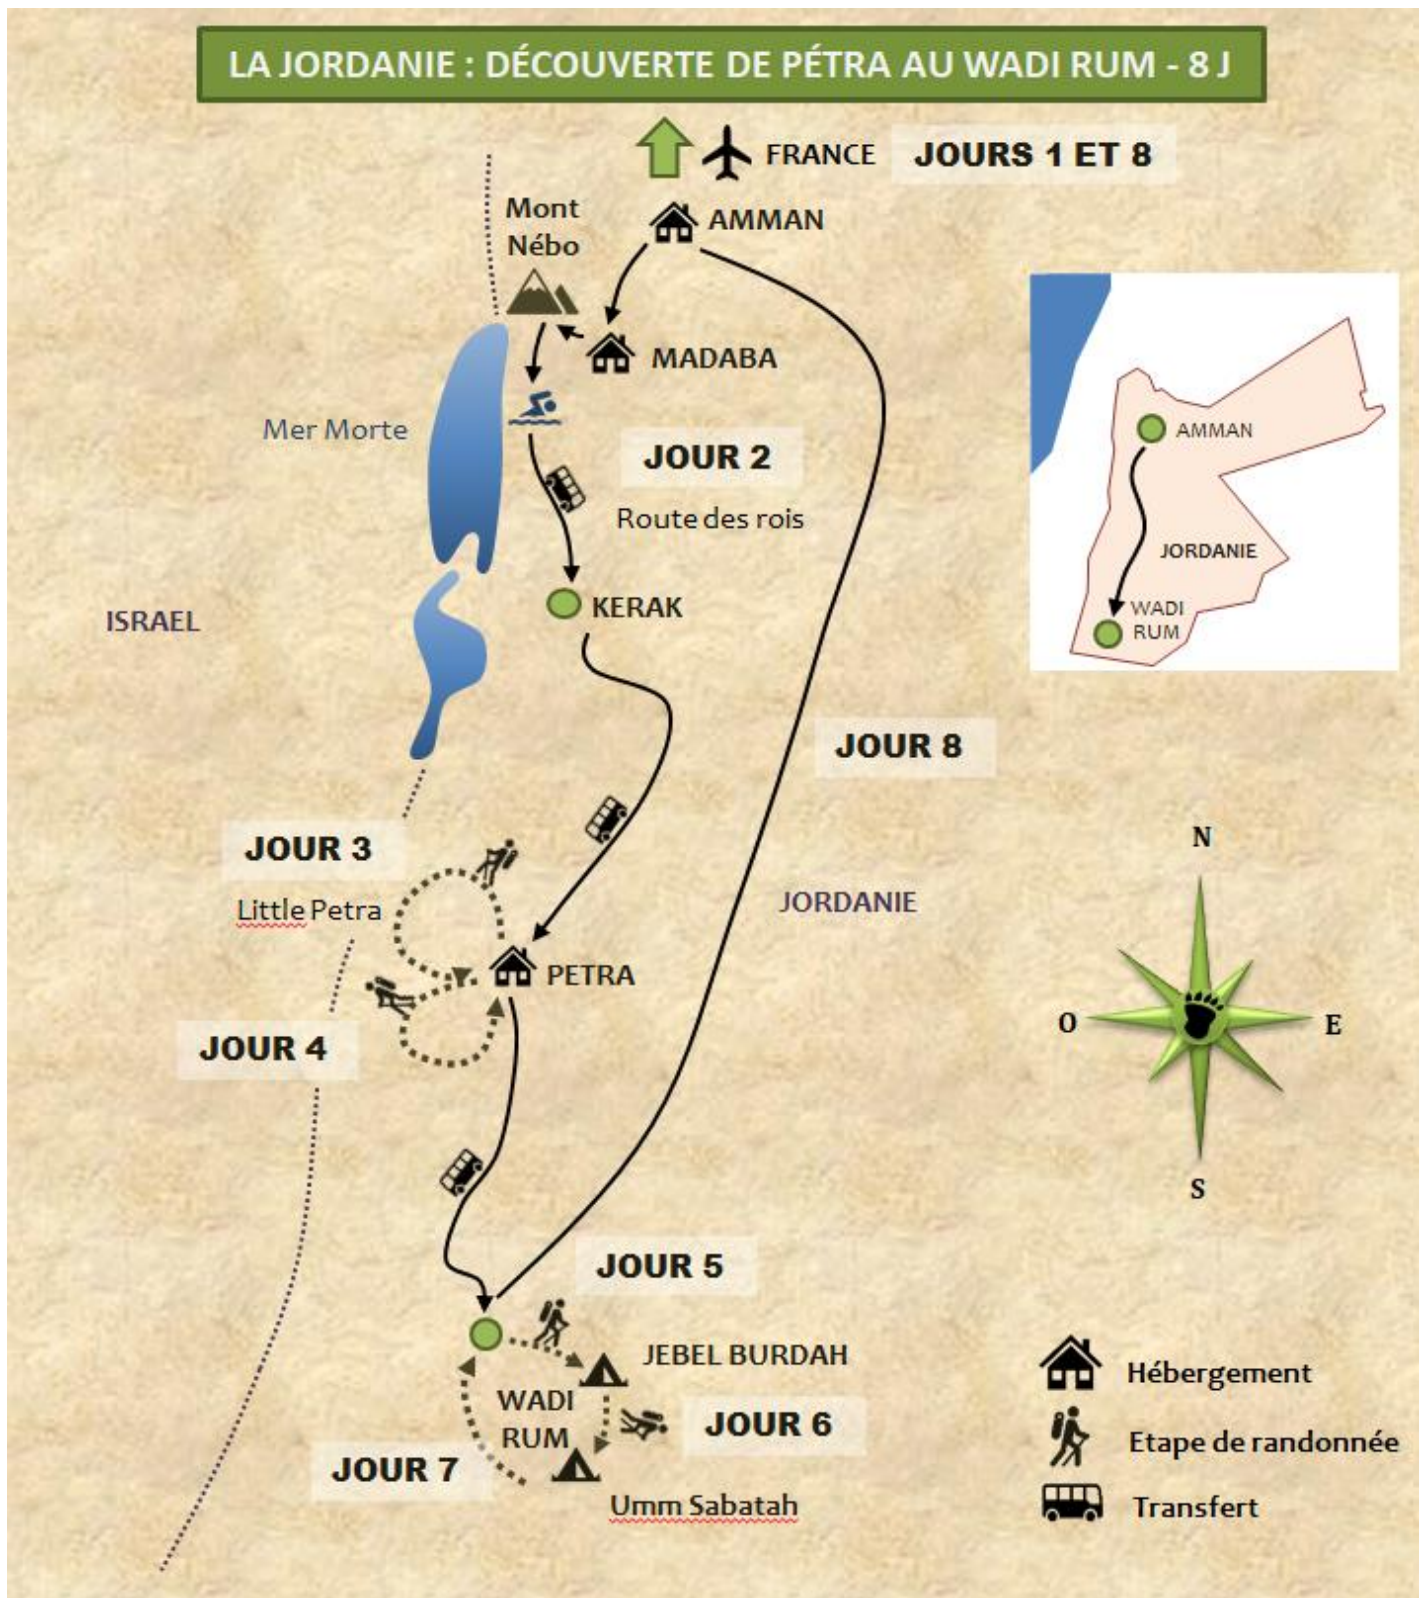 LA JORDANIE : DÉCOUVERTE DE PÉTRA AU WADI RUM - 8 J
FRANCE
JOURS 1 ET 8
Mont
Nébo
AMMAN
MADABA
Mer Morte
JOUR 2
Route des rois
AMMAN
JORDANIE
WADI
RUM
KERAK
ISRAEL
JOUR 8
JOUR 3
Little Petra
JORDANIE
PETRA
JOUR 4
N
O
E
S
JOUR 5
JEBEL BURDAH
WADI
RUM
JOUR 6
JOUR 7
Umm Sabatah
Hébergement
Etape de randonnée
Transfert